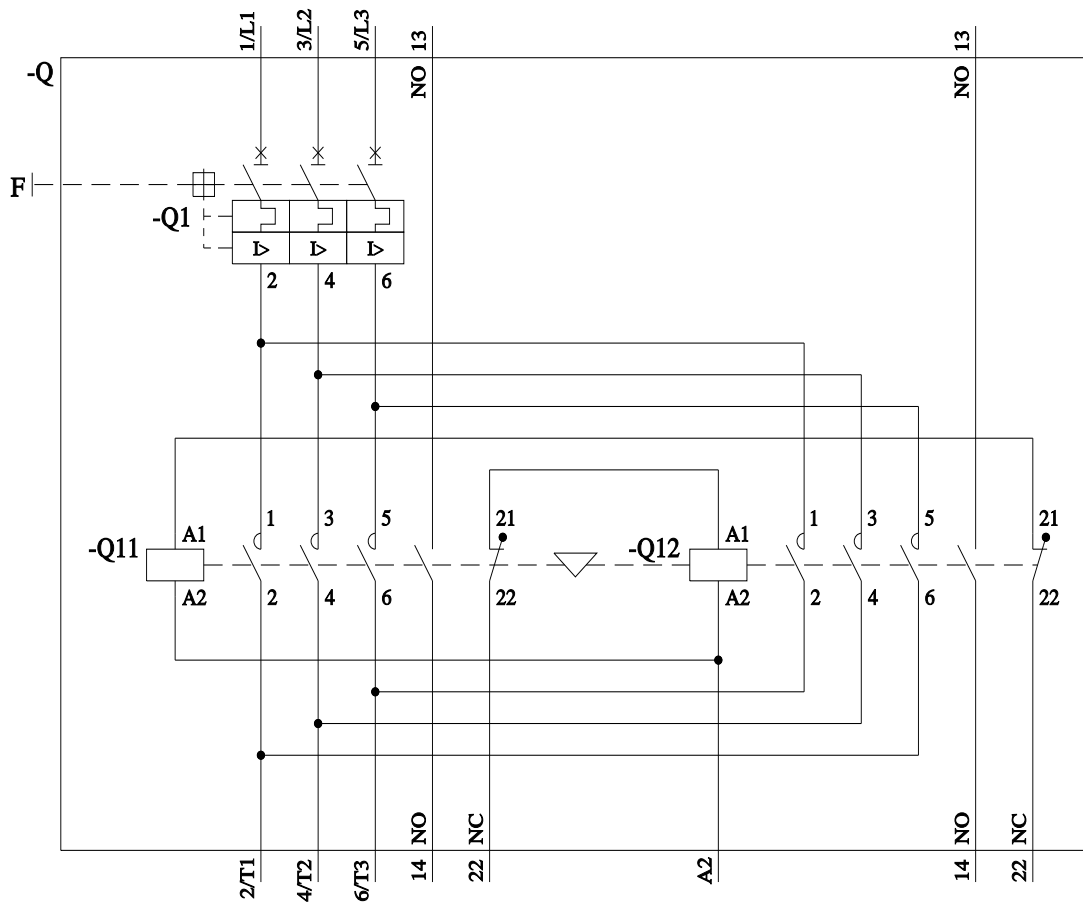 1/L1 3/L2 5/L3 13 13
-Q NO NO
F
-Q1
I> I> I>
2 4 6
1 3 5 21 1 3 5 21
-Q11 A1 -Q12 A1
A2 2 4 6 22 A2 2 4 6 22
NO NC NO NC
2/T1 4/T2 6/T3 14 22 A2 14 22